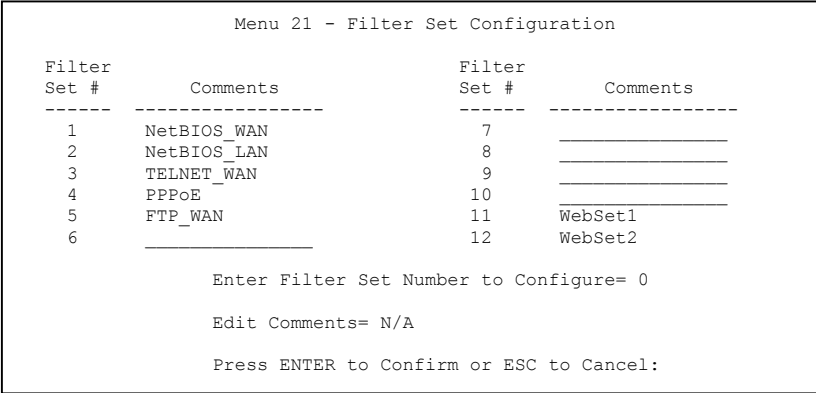 Menu 21 - Filter Set Configuration
Filter Filter
Set # Comments Set # Comments
------ ----------------- ------ -----------------
1 NetBIOS_WAN 7 _______________
2 NetBIOS_LAN 8 _______________
3 TELNET_WAN 9 _______________
4 PPPoE 10 _______________
5 FTP_WAN 11 WebSet1
6 _______________ 12 WebSet2
Enter Filter Set Number to Configure= 0
Edit Comments= N/A
Press ENTER to Confirm or ESC to Cancel: